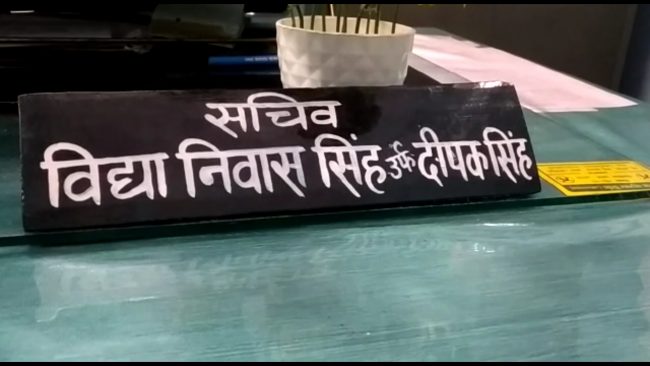 सचिव
विद्या निवास सिंह उर्फ दीपक सिंह